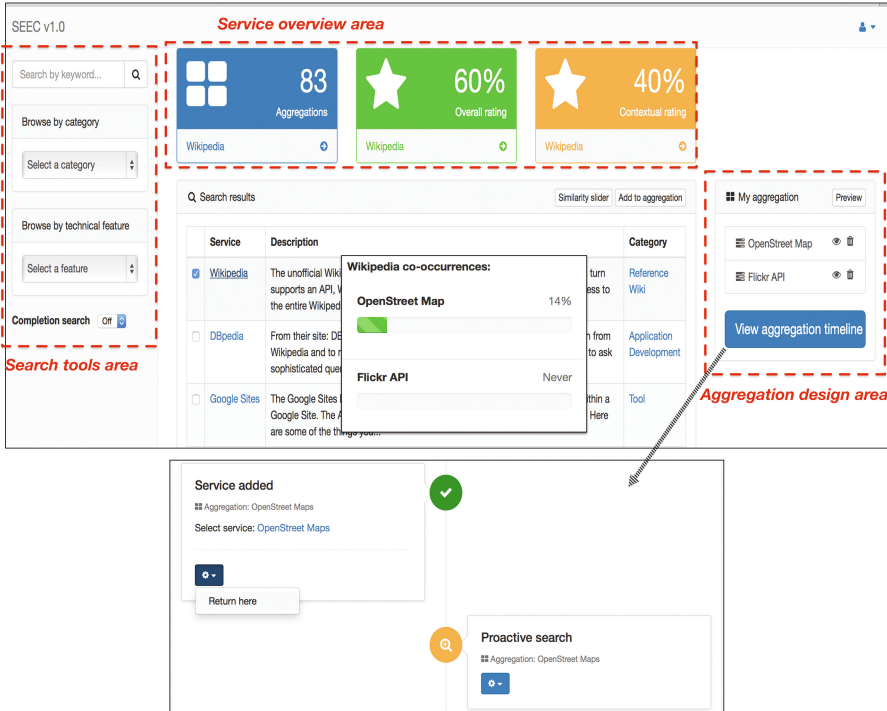 SEEC v1.0
Service overview area
Search by keyword...
Browse by category
Select a category
Browse by technical feature
Select a feature
Completion search Off
Search tools area
83
Aggregations
Wikipedia
60%
Overall rating
Wikipedia
40%
Contextual rating
Wikipedia
Search results
Similarity slider
Add to aggregation
Service Description Category
Wikipedia
The unofficial Wiki
turn
supports an API, W
ess to
the entire Wikiped
Reference
Wiki
DBpedia
From their site: DB
n from
Wikipedia and to m
to ask
sophisticated quer
Application
Development
Google Sites
The Google Sites
ithin a
Google Site. The A
Here
are some of the things you...
Tool
Wikipedia co-occurrences:
OpenStreet Map 14%
Flickr API Never
My aggregation Preview
OpenStreet Map
Flickr API
View aggregation timeline
Aggregation design area
Service added
Aggregation: OpenStreet Maps
Select service: OpenStreet Maps
Return here
Proactive search
Aggregation: OpenStreet Maps